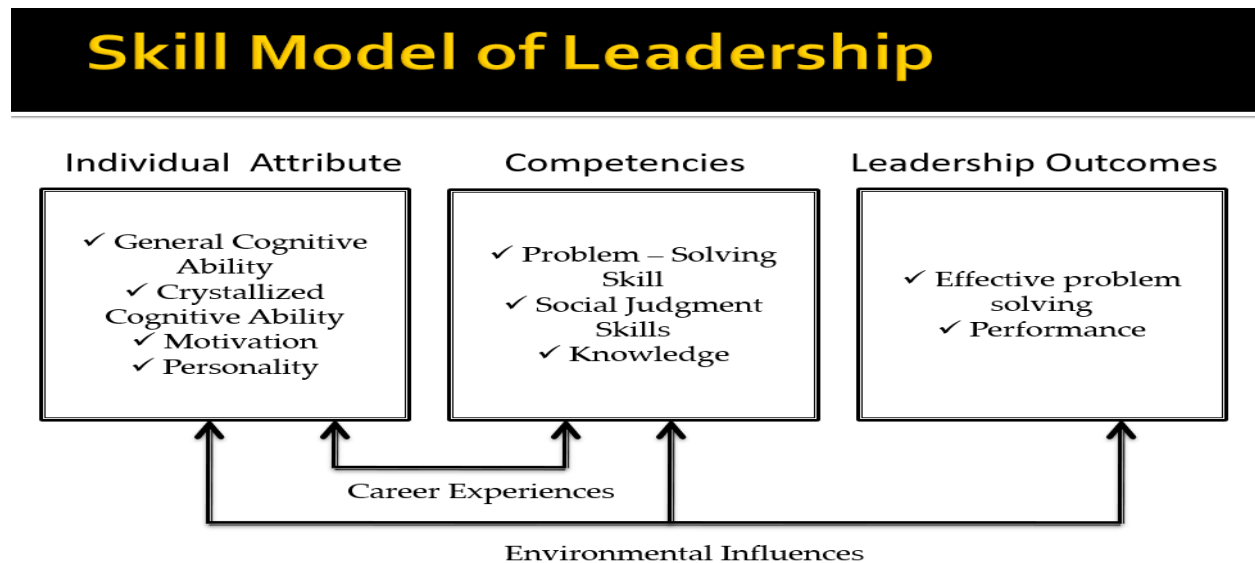 Skill Model of Leadership
Individual Attribute
✓ General Cognitive
Ability
✓ Crystallized
Cognitive Ability
✓ Motivation
✓ Personality
Competencies
✓ Problem – Solving
Skill
✓ Social Judgment
Skills
✓ Knowledge
Leadership Outcomes
✓ Effective problem
solving
✓ Performance
Career Experiences
Environmental Influences